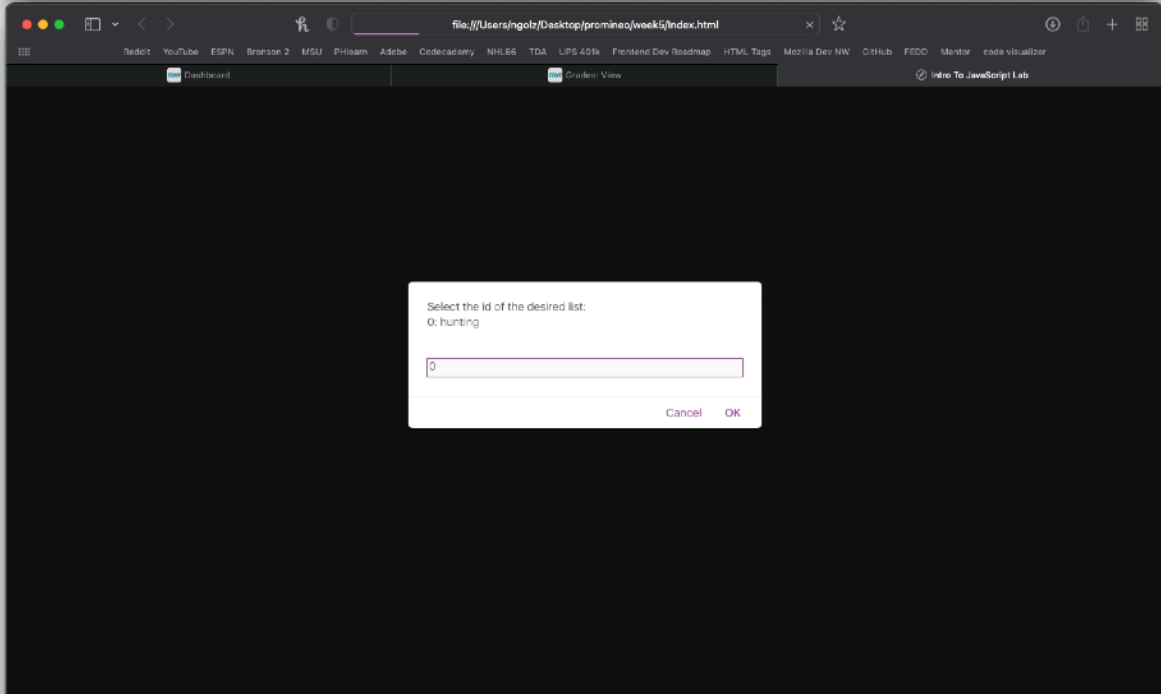 file:///Users/ngolz/Desktop/promineo/week5/index.html
Reddit YouTube ESPN Bronson 2 MSU PHlearn Adobe Codecademy NHL66 TDA UPS 401k Frontend Dev Roadmap HTML Tags Mozilla Dev NW GitHub FEDD Mentor code visualizer
Dashboard Grades: View Intro To JavaScript Lab
Select the id of the desired list:
0: hunting
0
Cancel OK